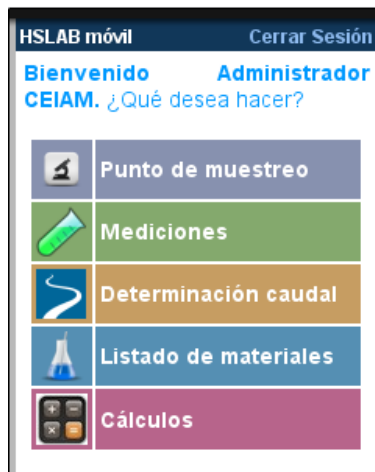 HSLAB móvil Cerrar Sesión
Bienvenido Administrador
CEIAM. ¿Qué desea hacer?
Punto de muestreo
Mediciones
Determinación caudal
Listado de materiales
Cálculos